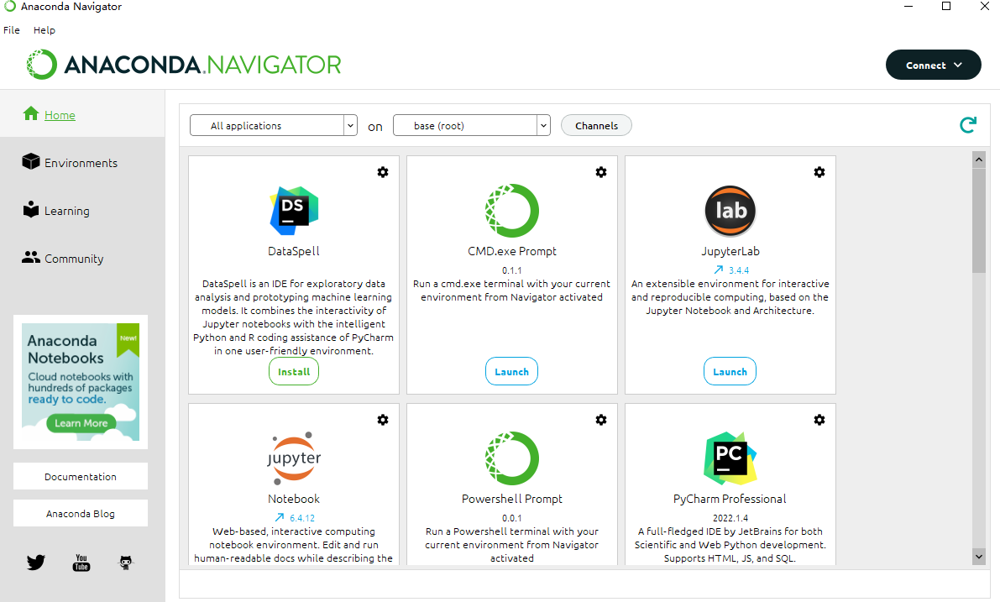 Anaconda Navigator
File Help
ANACONDA.NAVIGATOR
Connect
Home
Environments
Learning
Community
Anaconda
Notebooks
New!
Cloud notebooks with
hundreds of packages
ready to code.
Learn More
Documentation
Anaconda Blog
You
Tube
All applications on base (root) Channels
DS
DataSpell
DataSpell is an IDE for exploratory data
analysis and prototyping machine learning
models. It combines the interactivity of
Jupyter notebooks with the intelligent
Python and R coding assistance of PyCharm
in one user-friendly environment.
Install
CMD.exe Prompt
0.1.1
Run a cmd.exe terminal with your current
environment from Navigator activated
Launch
lab
JupyterLab
3.4.4
An extensible environment for interactive
and reproducible computing, based on the
Jupyter Notebook and Architecture.
Launch
jupyter
Notebook
6.4.12
Web-based, interactive computing
notebook environment. Edit and run
human-readable docs while describing the
Powershell Prompt
0.0.1
Run a Powershell terminal with your
current environment from Navigator
activated
PC
PyCharm Professional
2022.1.4
A full-fledged IDE by JetBrains for both
Scientific and Web Python development.
Supports HTML, JS, and SQL.